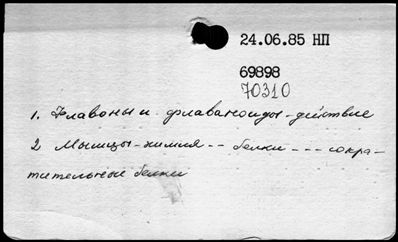 24.06.85 НП
69898
70310
1. Флавоны и флаваноиды - действие
2 Мышцы - химия -- белки --- сокра-
тительные белки